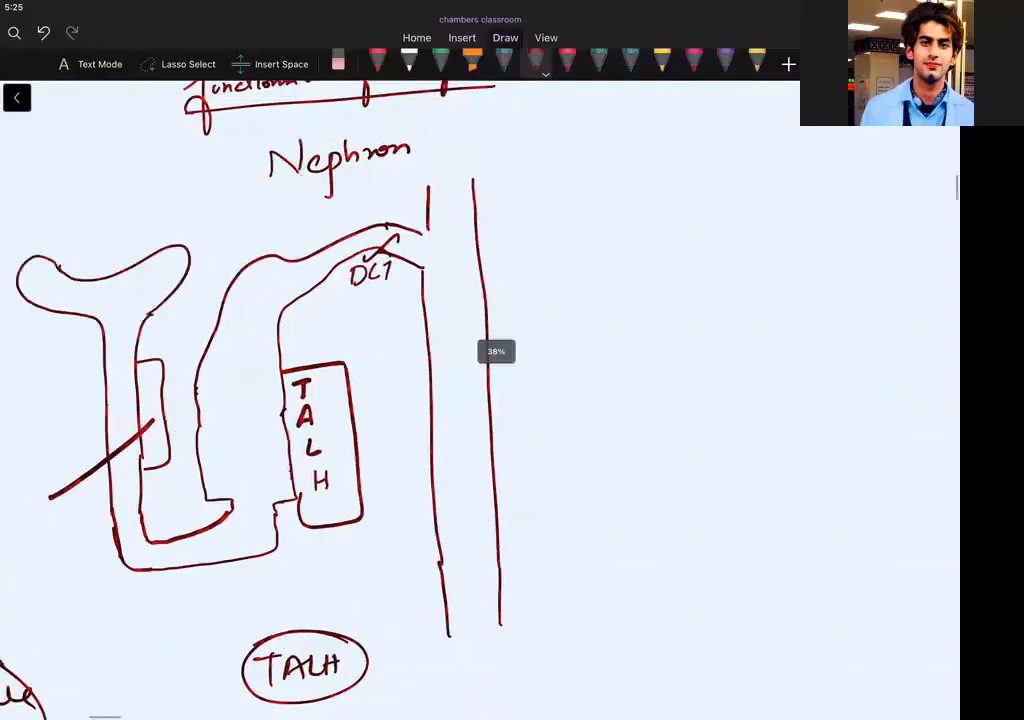 5:25
chambers classroom
Home Insert Draw View
Text Mode Lasso Select Insert Space
Nephron
DCT
38%
T
A
L
H
TALH